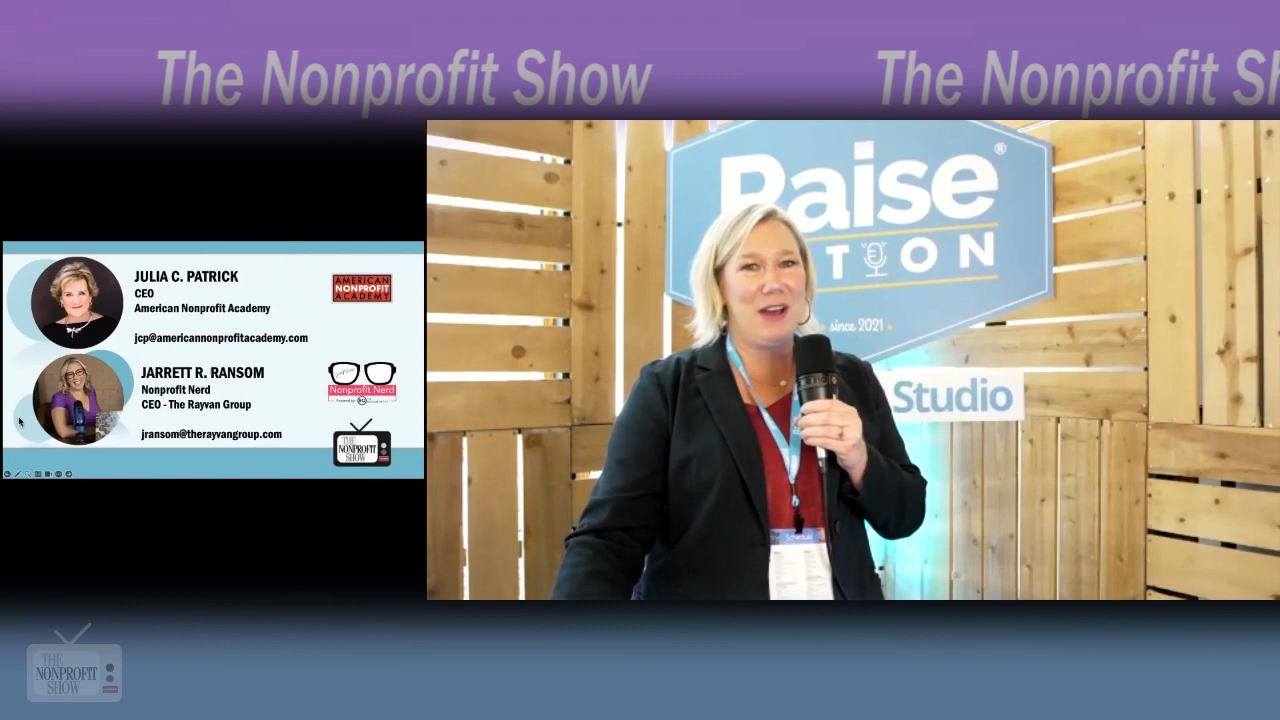 The Nonprofit Show
The Nonprofit Sh
JULIA C. PATRICK
CEO
American Nonprofit Academy
jcp@americannonprofitacademy.com
AMERICAN
NONPROFIT
ACADEMY
JARRETT R. RANSOM
Nonprofit Nerd
CEO - The Rayvan Group
jransom@therayvangroup.com
Nonprofit Nerd
THE
NONPROFIT
SHOW
Raise®
T ON
since 2021
Studio
Schedule
THE
NONPROFIT
SHOW